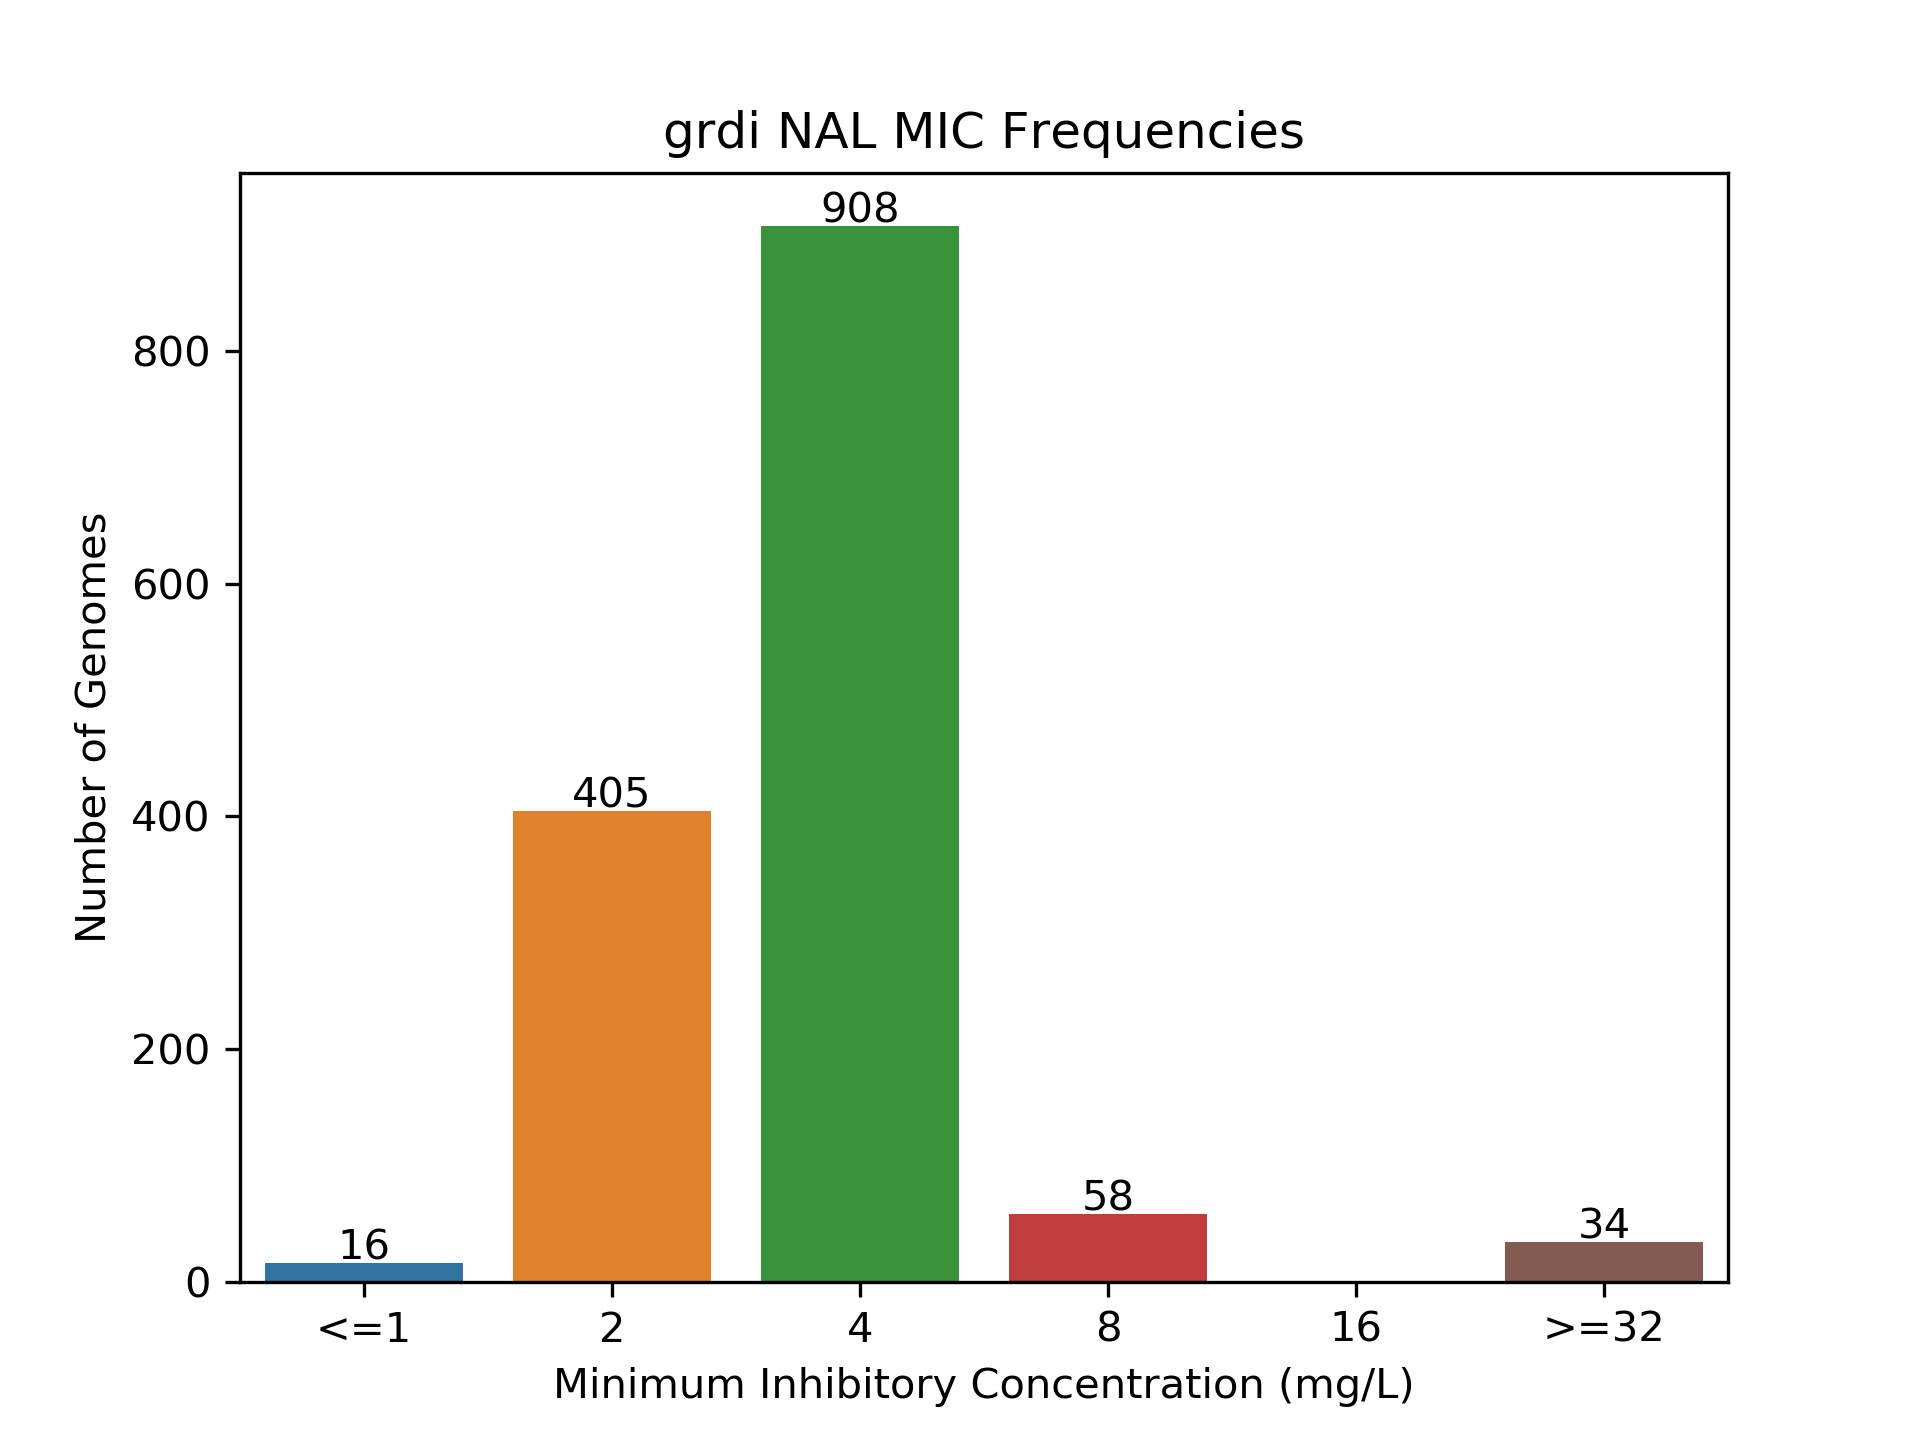 grdi NAL MIC Frequencies
908
800
600
Number of Genomes
405
400
200
58
34
16
0
<=1 2 4 8 16 >=32
Minimum Inhibitory Concentration (mg/L)